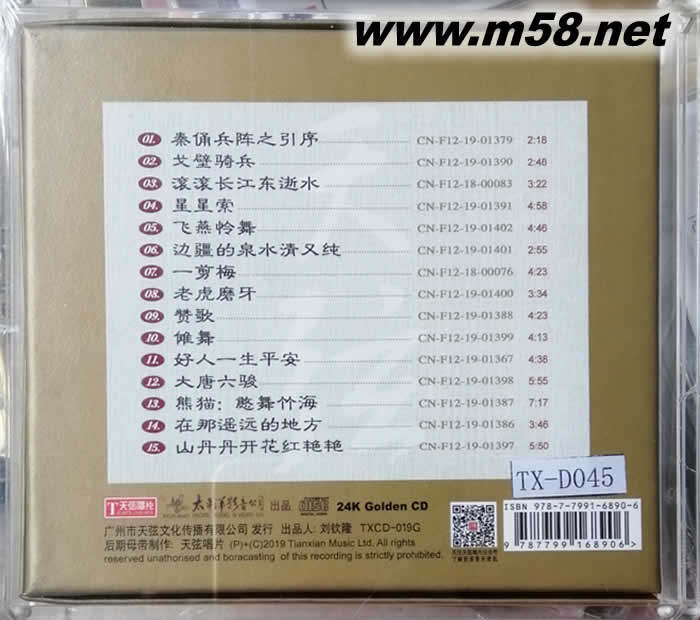 www.m58.net
01. 秦俑兵阵之引序 CN-F12-19-01379 2:18
02. 戈壁骑兵 CN-F12-19-01390 2:48
03. 滚滚长江东逝水 CN-F12-18-00083 3:22
04. 星星索 CN-F12-19-01391 4:58
05. 飞燕怜舞 CN-F12-19-01402 4:46
06. 边疆的泉水清又纯 CN-F12-19-01401 2:55
07. 一剪梅 CN-F12-18-00076 4:23
08. 老虎磨牙 CN-F12-19-01400 3:34
09. 赞歌 CN-F12-19-01388 4:23
10. 傩舞 CN-F12-19-01399 4:13
11. 好人一生平安 CN-F12-19-01367 4:38
12. 大唐六骏 CN-F12-19-01398 5:55
13. 熊猫：憨舞竹海 CN-F12-19-01387 7:17
14. 在那遥远的地方 CN-F12-19-01386 3:46
15. 山丹丹开花红艳艳 CN-F12-19-01397 5:50
TX-D045
天弦唱片 太平洋影音公司 出品 24K Golden CD
广州市天弦文化传播有限公司 发行 出品人: 刘钦隆 TXCD-019G
后期母带制作: 天弦唱片 (P)+(C)2019 Tianxian Music Ltd. All rights
reserved unathorised and boracasting of this recording is strictly prohibited.
ISBN 978-7-7991-6890-6
9 787799 168906 >